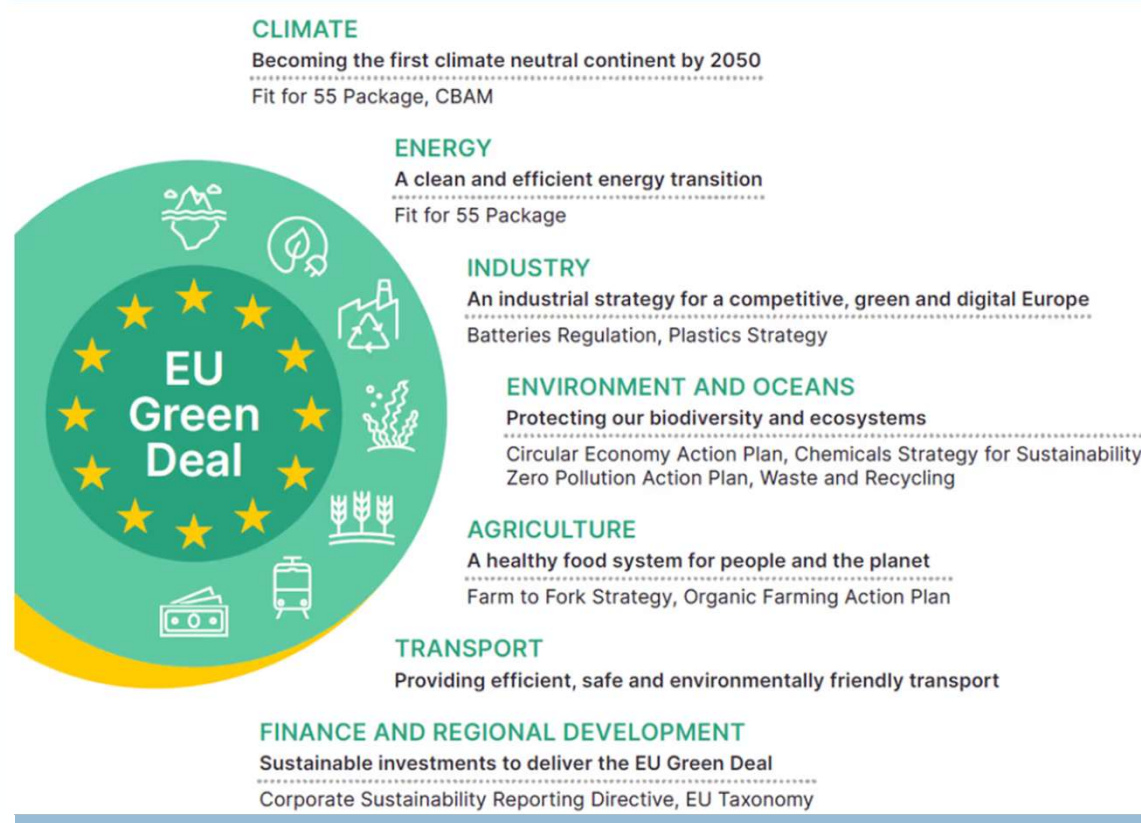 CLIMATE
Becoming the first climate neutral continent by 2050
Fit for 55 Package, CBAM
ENERGY
A clean and efficient energy transition
Fit for 55 Package
INDUSTRY
An industrial strategy for a competitive, green and digital Europe
Batteries Regulation, Plastics Strategy
EU
Green
Deal
ENVIRONMENT AND OCEANS
Protecting our biodiversity and ecosystems
Circular Economy Action Plan, Chemicals Strategy for Sustainability
Zero Pollution Action Plan, Waste and Recycling
AGRICULTURE
A healthy food system for people and the planet
Farm to Fork Strategy, Organic Farming Action Plan
TRANSPORT
Providing efficient, safe and environmentally friendly transport
FINANCE AND REGIONAL DEVELOPMENT
Sustainable investments to deliver the EU Green Deal
Corporate Sustainability Reporting Directive, EU Taxonomy